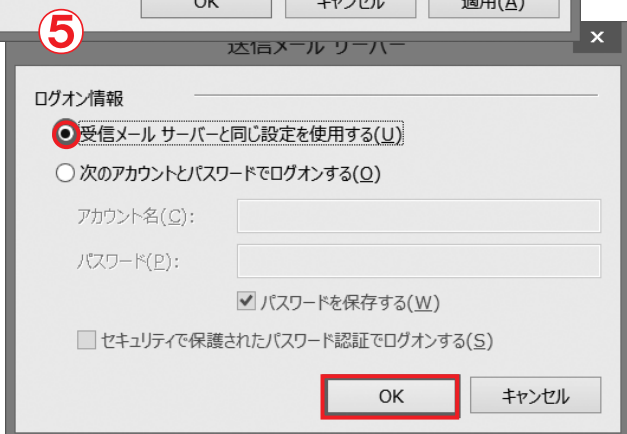 OK キャンセル 適用(A)
⑤
送信メール サーバー
×
ログオン情報
受信メール サーバーと同じ設定を使用する(U)
次のアカウントとパスワードでログオンする(O)
アカウント名(C):
パスワード(P):
パスワードを保存する(W)
セキュリティで保護されたパスワード認証でログオンする(S)
OK キャンセル